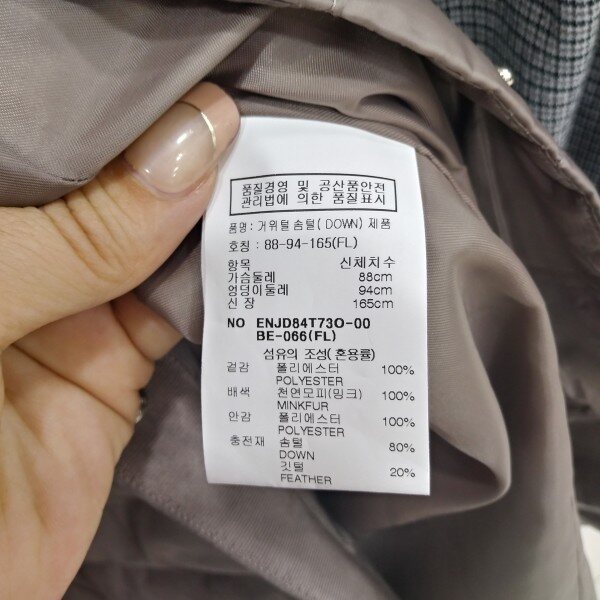 품질경영 및 공산품안전
관리법에 의한 품질표시
품명: 거위털 솜털( DOWN) 제품
호칭 : 88-94-165(FL)
항목 신체치수
가슴둘레 88cm
엉덩이둘레 94cm
신 장 165cm
NO ENJD84T73O-00
BE-066(FL)
섬유의 조성( 혼용률)
겉감 폴리에스터 100%
POLYESTER
배색 천연모피(밍크) 100%
MINKFUR
안감 폴리에스터 100%
POLYESTER
충전재 솜털 80%
DOWN
깃털 20%
FEATHER